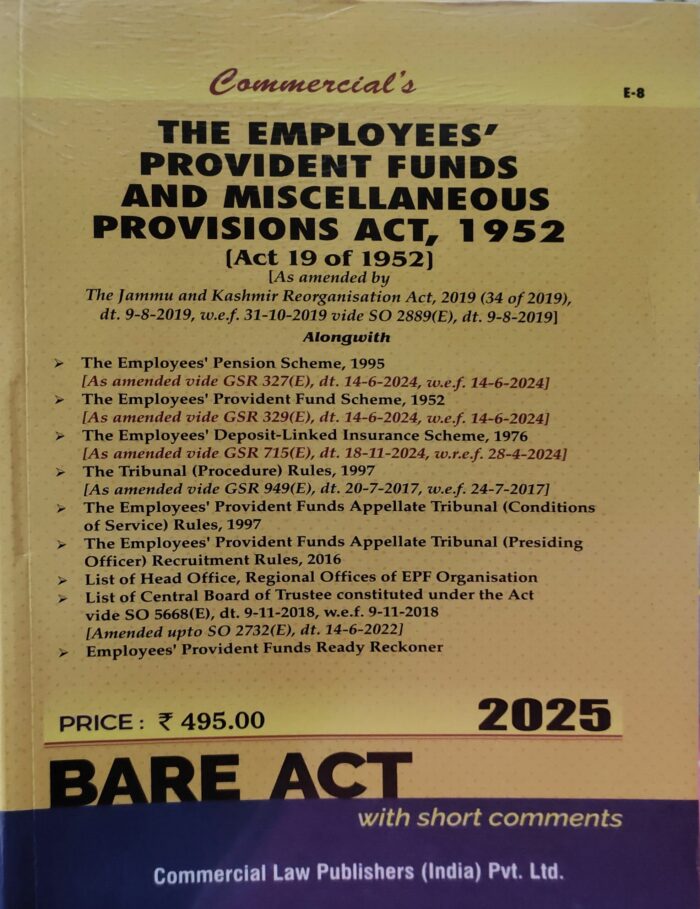 Commercial's
E-8
THE EMPLOYEES'
PROVIDENT FUNDS
AND MISCELLANEOUS
PROVISIONS ACT, 1952
(Act 19 of 1952)
[As amended by
The Jammu and Kashmir Reorganisation Act, 2019 (34 of 2019),
dt. 9-8-2019, w.e.f. 31-10-2019 vide SO 2889(E), dt. 9-8-2019]
Alongwith
➢ The Employees' Pension Scheme, 1995
[As amended vide GSR 327(E), dt. 14-6-2024, w.e.f. 14-6-2024]
➢ The Employees' Provident Fund Scheme, 1952
[As amended vide GSR 329(E), dt. 14-6-2024, w.e.f. 14-6-2024]
➢ The Employees' Deposit-Linked Insurance Scheme, 1976
[As amended vide GSR 715(E), dt. 18-11-2024, w.r.e.f. 28-4-2024]
➢ The Tribunal (Procedure) Rules, 1997
[As amended vide GSR 949(E), dt. 20-7-2017, w.e.f. 24-7-2017]
➢ The Employees' Provident Funds Appellate Tribunal (Conditions
of Service) Rules, 1997
➢ The Employees' Provident Funds Appellate Tribunal (Presiding
Officer) Recruitment Rules, 2016
➢ List of Head Office, Regional Offices of EPF Organisation
➢ List of Central Board of Trustee constituted under the Act
vide SO 5668(E), dt. 9-11-2018, w.e.f. 9-11-2018
[Amended upto SO 2732(E), dt. 14-6-2022]
➢ Employees' Provident Funds Ready Reckoner
PRICE : ₹ 495.00
2025
BARE ACT
with short comments
Commercial Law Publishers (India) Pvt. Ltd.